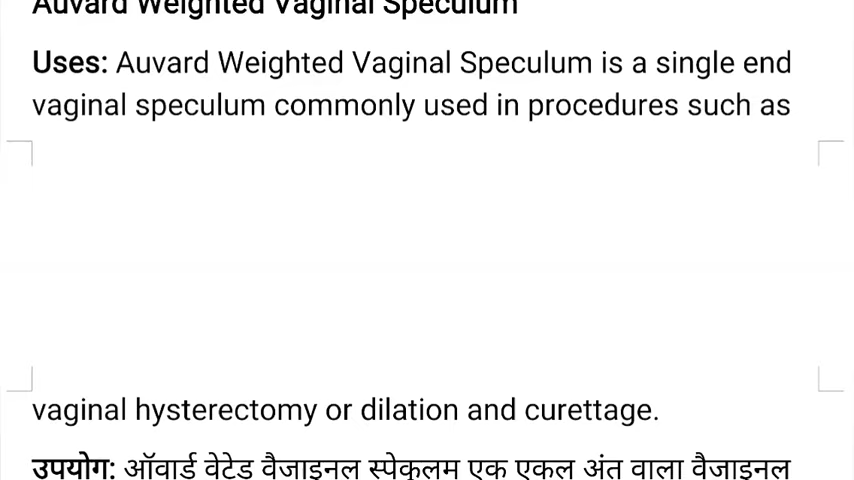 Auvard Weighted Vaginal Speculum
Uses: Auvard Weighted Vaginal Speculum is a single end
vaginal speculum commonly used in procedures such as
vaginal hysterectomy or dilation and curettage.
उपयोग: ऑवार्ड वेटेड वैजाइनल स्पेकुलम एक एकल अंत वाला वैजाइनल